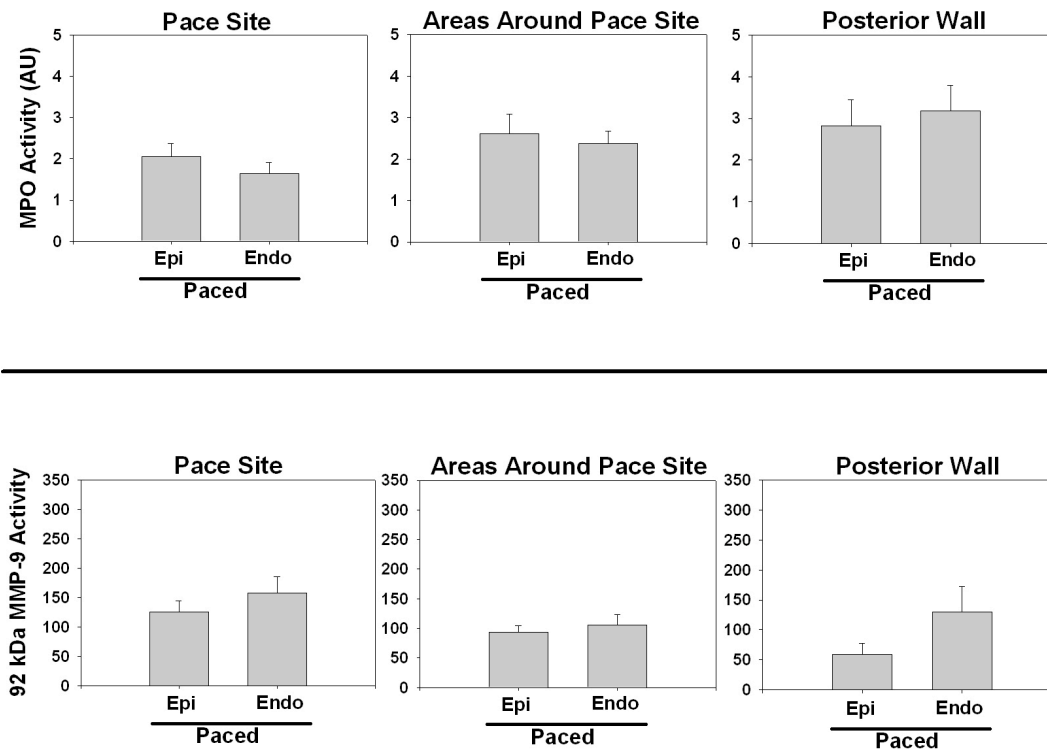 Pace Site
Areas Around Pace Site
Posterior Wall
MPO Activity (AU)
5
4
3
2
1
0
Epi
Endo
Paced
5
4
3
2
1
0
Epi
Endo
Paced
5
4
3
2
1
0
Epi
Endo
Paced
Pace Site
Areas Around Pace Site
Posterior Wall
92 kDa MMP-9 Activity
350
300
250
200
150
100
50
0
Epi
Endo
Paced
350
300
250
200
150
100
50
0
Epi
Endo
Paced
350
300
250
200
150
100
50
0
Epi
Endo
Paced